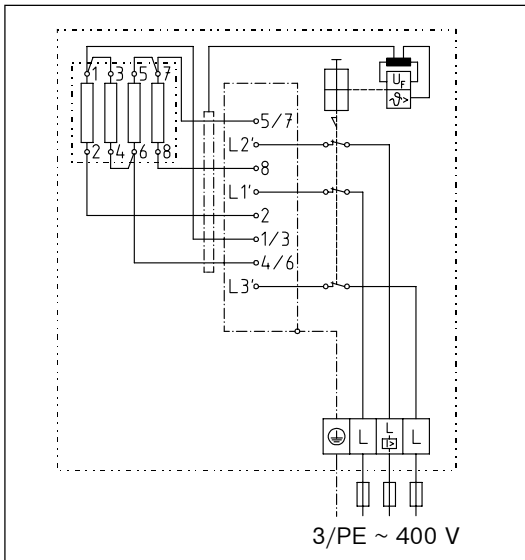 1 3 5 7
2 4 6 8
U_F
ϑ>
5/7
L2'
8
L1'
2
1/3
4/6
L3'
L L L
I>
3/PE ~ 400 V